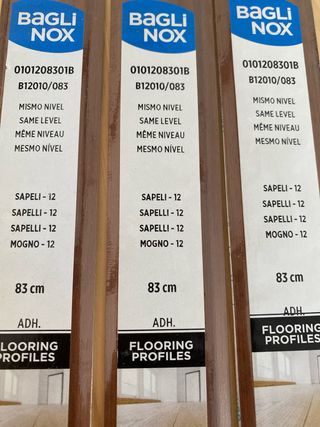 BAGLI
NOX
0101208301B
B12010/083
MISMO NIVEL
SAME LEVEL
MÊME NIVEAU
MESMO NÍVEL
SAPELI - 12
SAPELLI - 12
SAPELLI - 12
MOGNO - 12
83 cm
ADH.
LOORING
PROFILES
BAGLI
NOX
0101208301B
B12010/083
MISMO NIVEL
SAME LEVEL
MÊME NIVEAU
MESMO NÍVEL
SAPELI - 12
SAPELLI - 12
SAPELLI - 12
MOGNO - 12
83 cm
ADH.
FLOORING
PROFILES
BAGLI
NOX
0101208301B
B12010/083
MISMO NIVEL
SAME LEVEL
MÊME NIVEAU
MESMO NÍVEL
SAPELI - 12
SAPELLI - 12
SAPELLI - 12
MOGNO - 12
83 cm
ADH.
FLOORING
PROFILES